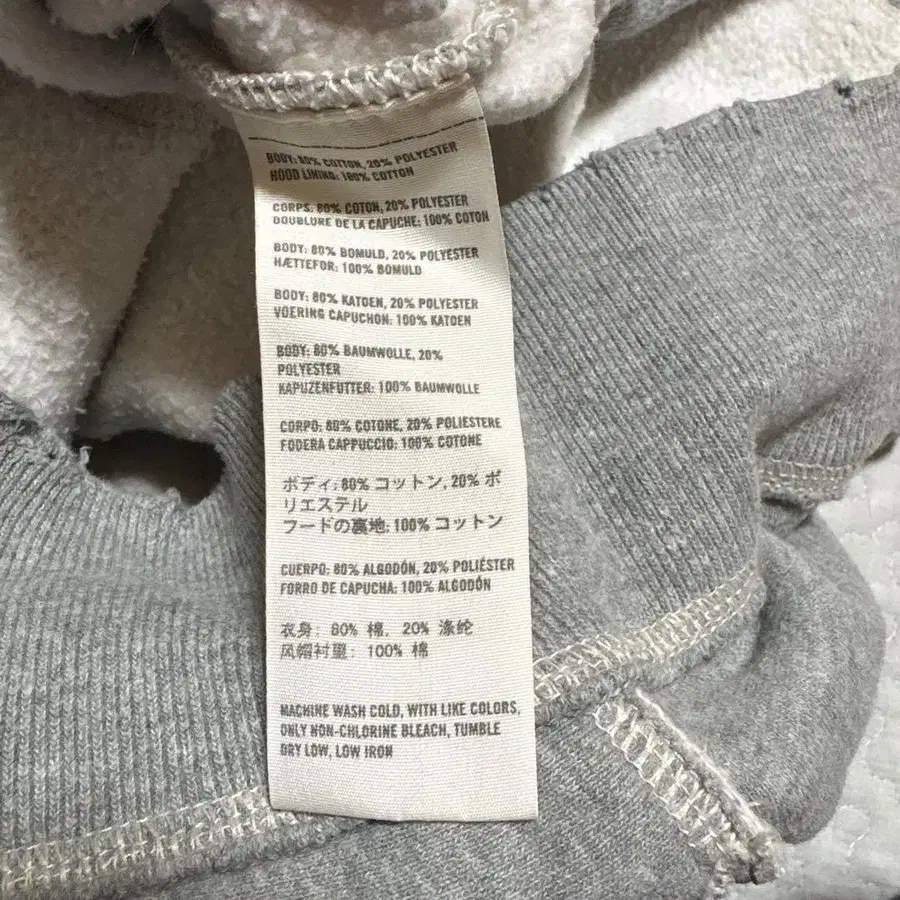 BODY: 80% COTTON, 20% POLYESTER
HOOD LINING: 100% COTTON
CORPS: 80% COTON, 20% POLYESTER
DOUBLURE DE LA CAPUCHE: 100% COTON
BODY: 80% BOMULD, 20% POLYESTER
HÆTTEFOR: 100% BOMULD
BODY: 80% KATOEN, 20% POLYESTER
VOERING CAPUCHON: 100% KATOEN
BODY: 80% BAUMWOLLE, 20%
POLYESTER
KAPUZENFUTTER: 100% BAUMWOLLE
CORPO: 80% COTONE, 20% POLIESTERE
FODERA CAPPUCCIO: 100% COTONE
ボディ: 80% コットン, 20% ポ
リエステル
フードの裏地: 100% コットン
CUERPO: 80% ALGODÓN, 20% POLIÉSTER
FORRO DE CAPUCHA: 100% ALGODÓN
衣身: 80% 棉, 20% 涤纶
风帽衬里: 100% 棉
MACHINE WASH COLD, WITH LIKE COLORS,
ONLY NON-CHLORINE BLEACH, TUMBLE
DRY LOW, LOW IRON